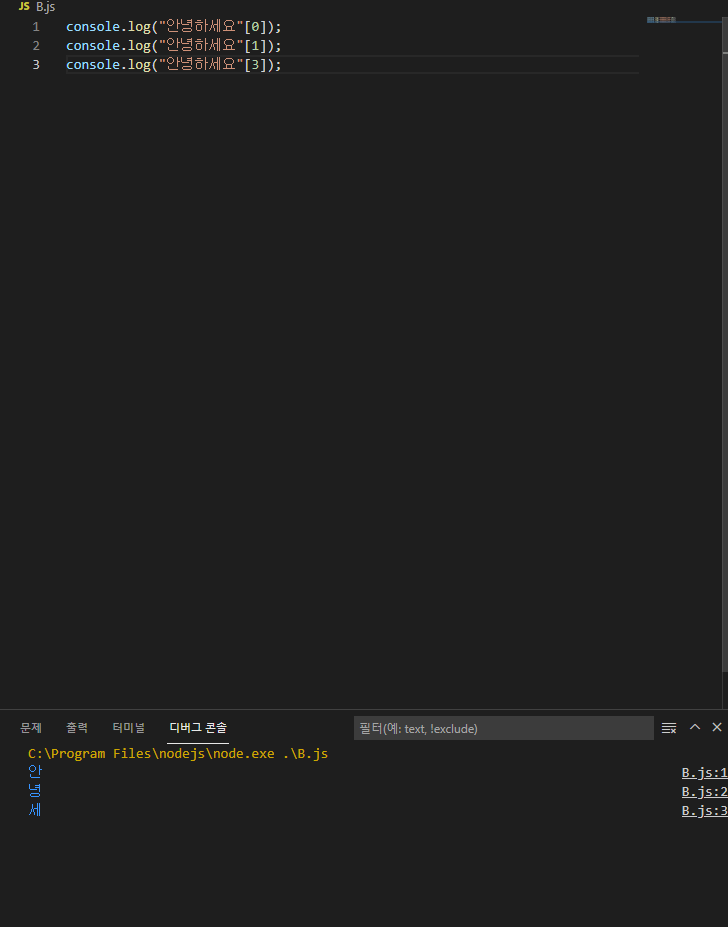 JS B.js
1 console.log("안녕하세요"[0]);
2 console.log("안녕하세요"[1]);
3 console.log("안녕하세요"[3]);
문제 출력 터미널 디버그 콘솔 필터(예: text, !exclude)
C:\Program Files\nodejs\node.exe .\B.js
안 B.js:1
녕 B.js:2
세 B.js:3